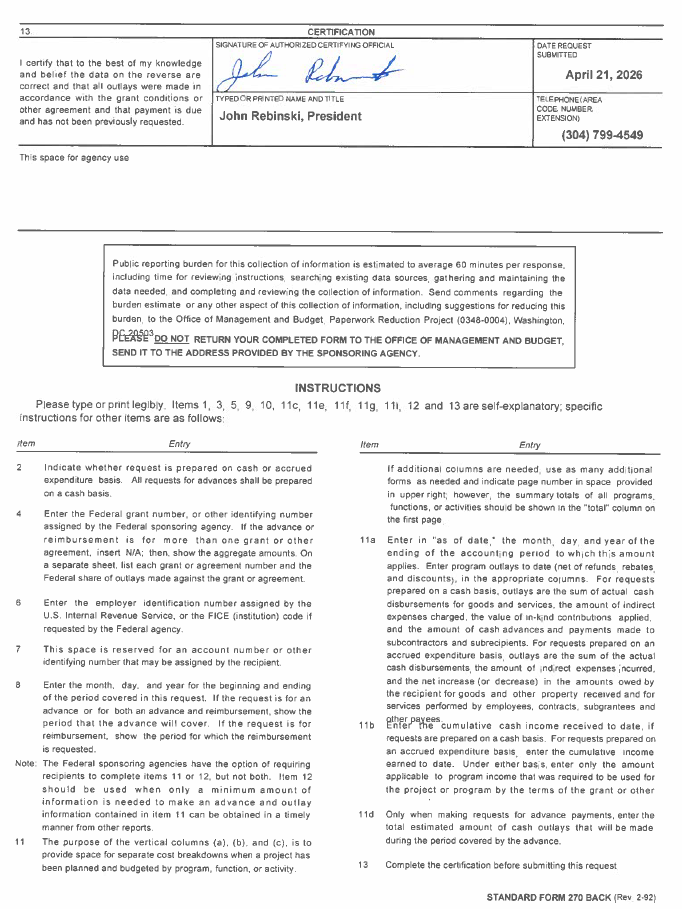 13
CERTIFICATION
I certify that to the best of my knowledge
and belief the data on the reverse are
correct and that all outlays were made in
accordance with the grant conditions or
other agreement and that payment is due
and has not been previously requested.
SIGNATURE OF AUTHORIZED CERTIFYING OFFICIAL
DATE REQUEST
SUBMITTED
April 21, 2026
TYPED OR PRINTED NAME AND TITLE
John Rebinski, President
TELEPHONE (AREA
CODE, NUMBER,
EXTENSION)
(304) 799-4549
This space for agency use
Public reporting burden for this collection of information is estimated to average 60 minutes per response,
including time for reviewing instructions, searching existing data sources, gathering and maintaining the
data needed, and completing and reviewing the collection of information. Send comments regarding the
burden estimate or any other aspect of this collection of information, including suggestions for reducing this
burden, to the Office of Management and Budget, Paperwork Reduction Project (0348-0004), Washington,
DC 20503
PLEASE DO NOT RETURN YOUR COMPLETED FORM TO THE OFFICE OF MANAGEMENT AND BUDGET,
SEND IT TO THE ADDRESS PROVIDED BY THE SPONSORING AGENCY.
INSTRUCTIONS
Please type or print legibly. Items 1, 3, 5, 9, 10, 11c, 11e, 11f, 11g, 11i, 12 and 13 are self-explanatory; specific
instructions for other items are as follows:
Item Entry
2 Indicate whether request is prepared on cash or accrued
expenditure basis. All requests for advances shall be prepared
on a cash basis.
4 Enter the Federal grant number, or other identifying number
assigned by the Federal sponsoring agency. If the advance or
reimbursement is for more than one grant or other
agreement, insert N/A; then, show the aggregate amounts. On
a separate sheet, list each grant or agreement number and the
Federal share of outlays made against the grant or agreement.
6 Enter the employer identification number assigned by the
U.S. Internal Revenue Service, or the FICE (institution) code if
requested by the Federal agency.
7 This space is reserved for an account number or other
identifying number that may be assigned by the recipient.
8 Enter the month, day, and year for the beginning and ending
of the period covered in this request. If the request is for an
advance or for both an advance and reimbursement, show the
period that the advance will cover. If the request is for
reimbursement, show the period for which the reimbursement
is requested.
Note: The Federal sponsoring agencies have the option of requiring
recipients to complete items 11 or 12, but not both. Item 12
should be used when only a minimum amount of
information is needed to make an advance and outlay
information contained in item 11 can be obtained in a timely
manner from other reports.
11 The purpose of the vertical columns (a), (b), and (c), is to
provide space for separate cost breakdowns when a project has
been planned and budgeted by program, function, or activity.
Item Entry
If additional columns are needed, use as many additional
forms as needed and indicate page number in space provided
in upper right; however, the summary totals of all programs,
functions, or activities should be shown in the "total" column on
the first page
11a Enter in "as of date," the month, day, and year of the
ending of the accounting period to which this amount
applies. Enter program outlays to date (net of refunds, rebates,
and discounts), in the appropriate columns. For requests
prepared on a cash basis, outlays are the sum of actual cash
disbursements for goods and services, the amount of indirect
expenses charged, the value of in-kind contributions applied,
and the amount of cash advances and payments made to
subcontractors and subrecipients. For requests prepared on an
accrued expenditure basis, outlays are the sum of the actual
cash disbursements, the amount of indirect expenses incurred,
and the net increase (or decrease) in the amounts owed by
the recipient for goods and other property received and for
services performed by employees, contracts, subgrantees and
other payees.
11b Enter the cumulative cash income received to date, if
requests are prepared on a cash basis. For requests prepared on
an accrued expenditure basis, enter the cumulative income
earned to date. Under either basis, enter only the amount
applicable to program income that was required to be used for
the project or program by the terms of the grant or other
11d Only when making requests for advance payments, enter the
total estimated amount of cash outlays that will be made
during the period covered by the advance.
13 Complete the certification before submitting this request
STANDARD FORM 270 BACK (Rev 2-92)